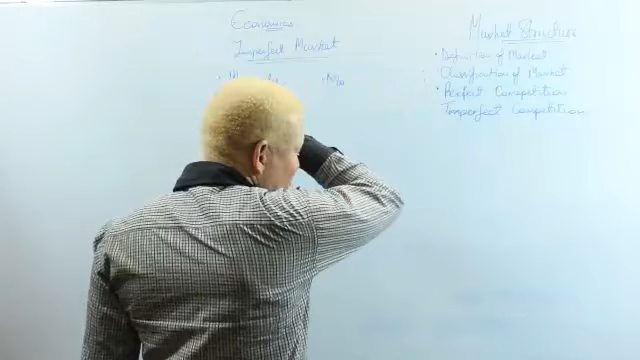 Economics
Imperfect Market
Market Structure
• Definition of Market
Classification of Market
• Perfect Competition
Imperfect Competition